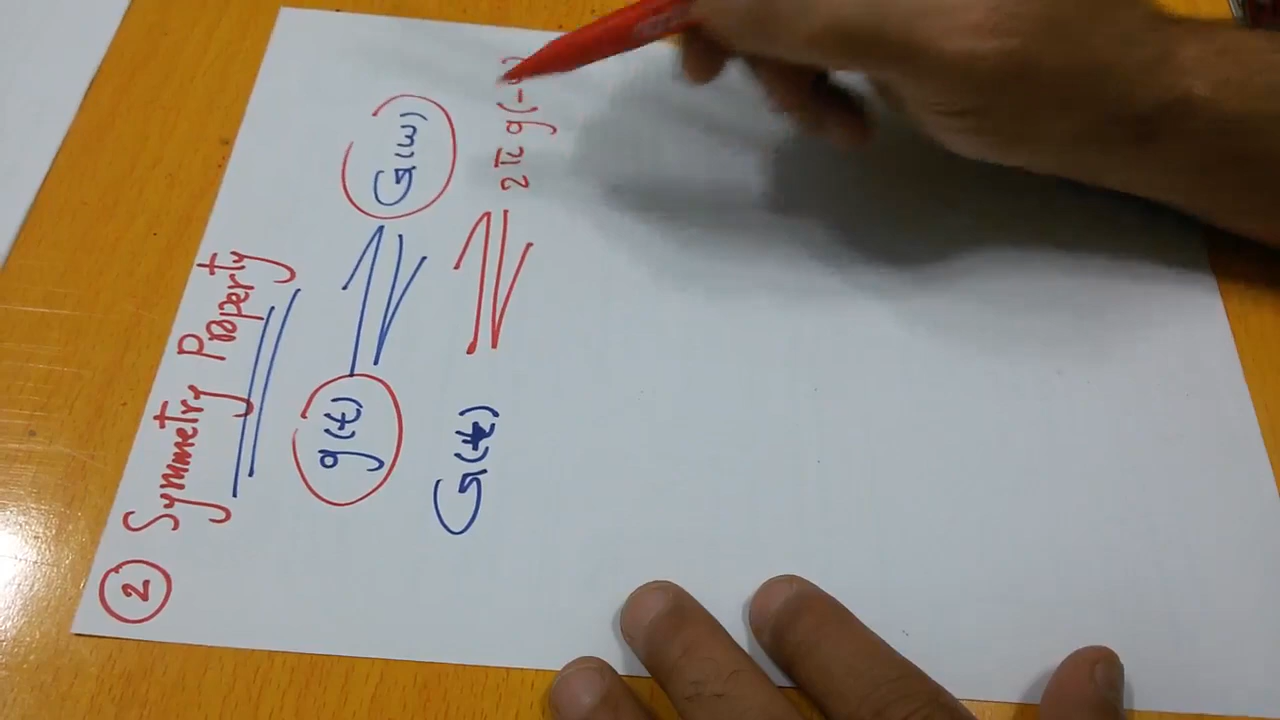 ② Symmetry Property
g(t) ⇌ G(ω)
G(t) ⇌ 2π g(-